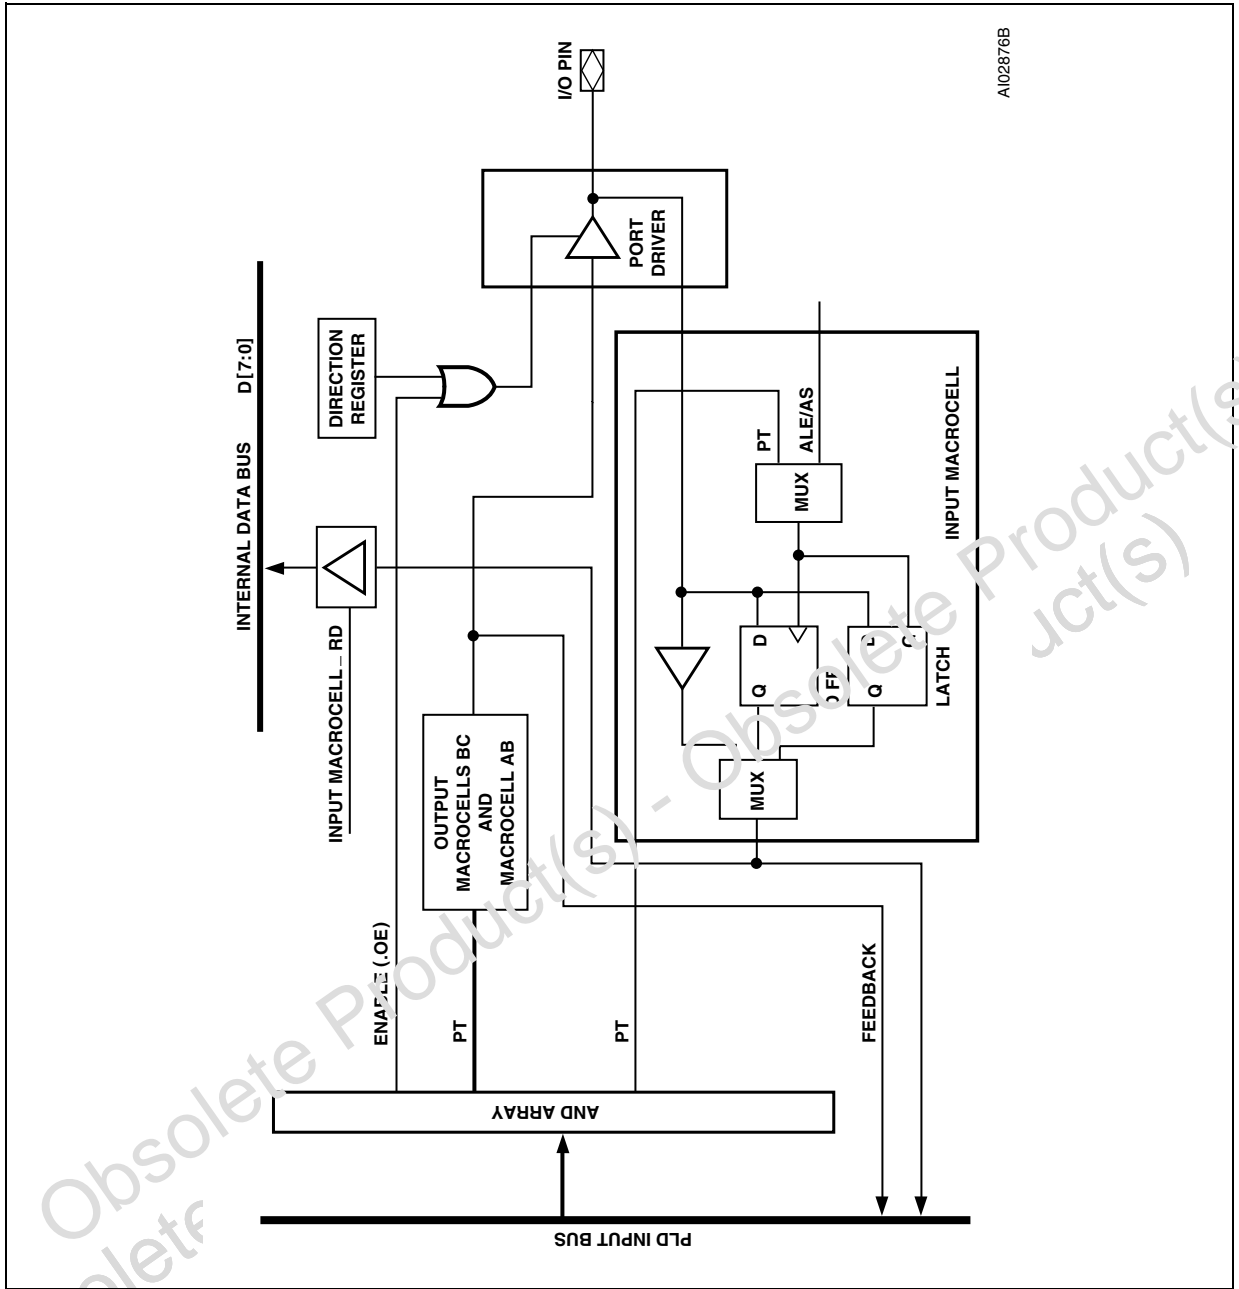 INTERNAL DATA BUS D[7:0]
DIRECTION
REGISTER
INPUT MACROCELL_ RD
ENABLE (.OE)
OUTPUT
MACROCELLS BC
AND
MACROCELL AB
PT
I/O PIN
PORT
DRIVER
AND ARRAY
PT
PT
ALE/AS
MUX
D
Q
MUX
Q
LATCH
INPUT MACROCELL
FEEDBACK
PLD INPUT BUS
AI02876B
Obsolete Product(s) - Obsolete Product(s